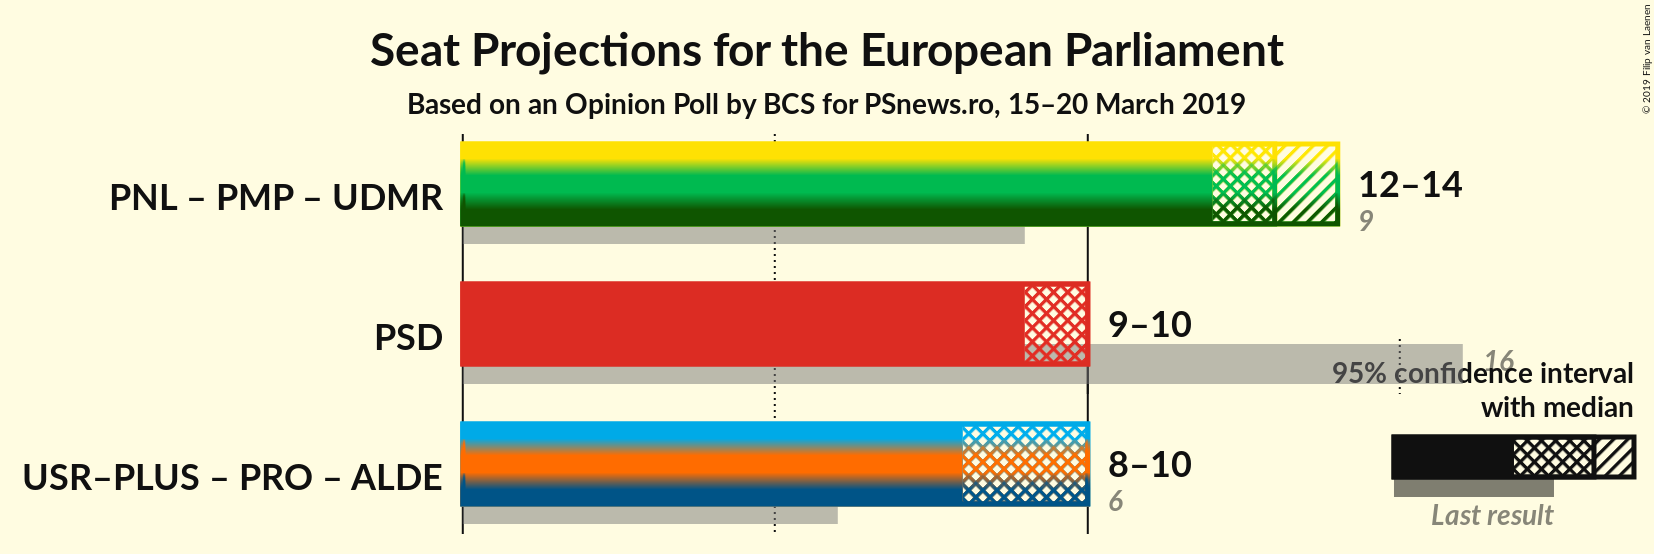 Seat Projections for the European Parliament
Based on an Opinion Poll by BCS for PSnews.ro, 15–20 March 2019
© 2019 Filip van Laenen
PNL – PMP – UDMR
12–14
9
PSD
9–10
16
95% confidence interval
with median
USR–PLUS – PRO – ALDE
8–10
6
Last result